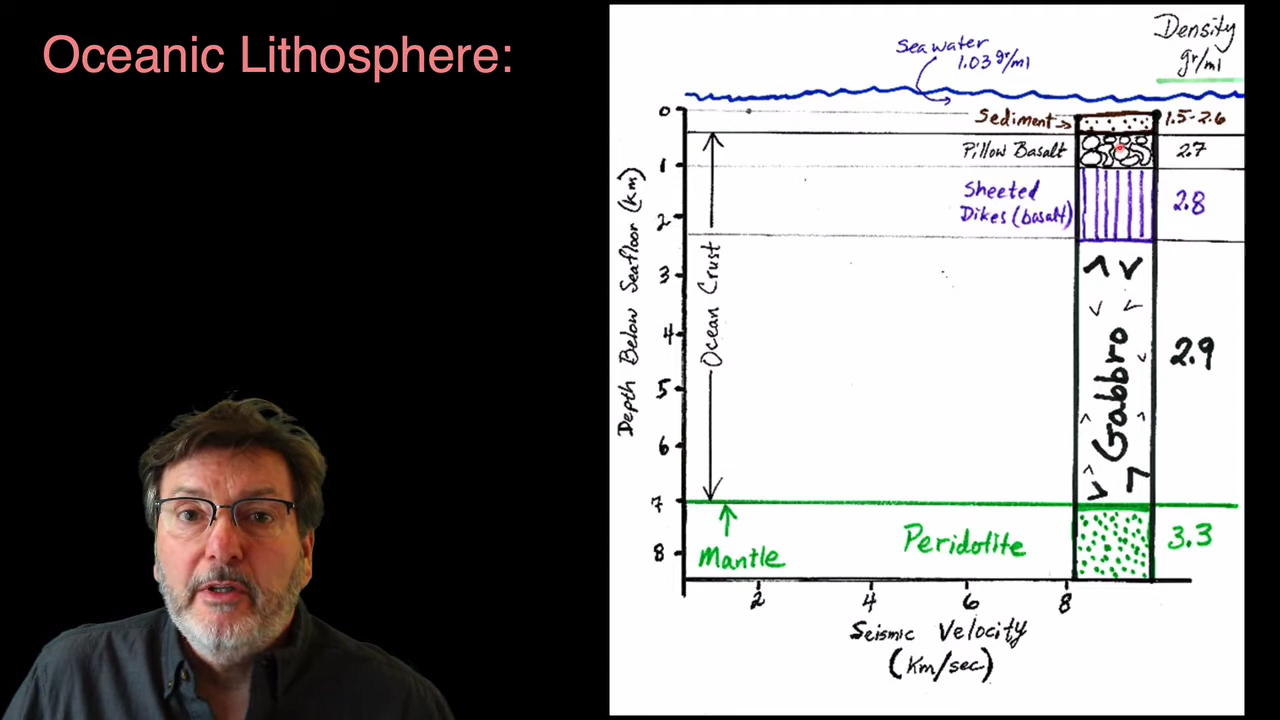 Oceanic Lithosphere:
Density
gr/ml
Sea water
1.03 gr/ml
0
Sediment
1.5-2.6
Pillow Basalt
2.7
1
Sheeted
Dikes (basalt)
2.8
2
3
4
5
6
7
8
Depth Below Seafloor (km)
Ocean Crust
Gabbro
2.9
Mantle
Peridotite
3.3
2 4 6 8
Seismic Velocity
(Km/sec)